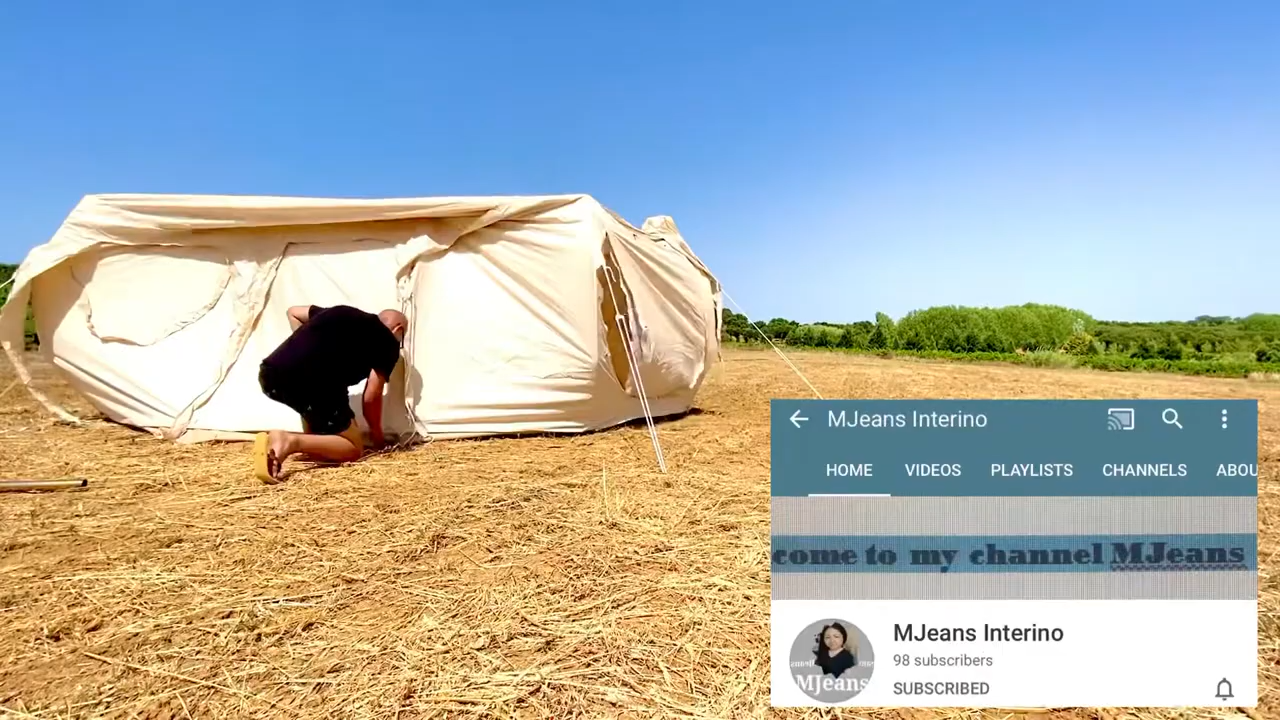 MJeans Interino
HOME VIDEOS PLAYLISTS CHANNELS ABOU
come to my channel MJeans
MJeans Interino
98 subscribers
SUBSCRIBED
MJeans